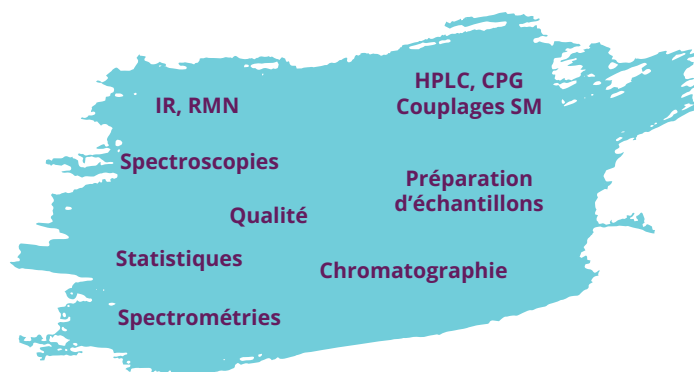 HPLC, CPG
Couplages SM
IR, RMN
Spectroscopies
Préparation
d’échantillons
Qualité
Statistiques
Chromatographie
Spectrométries